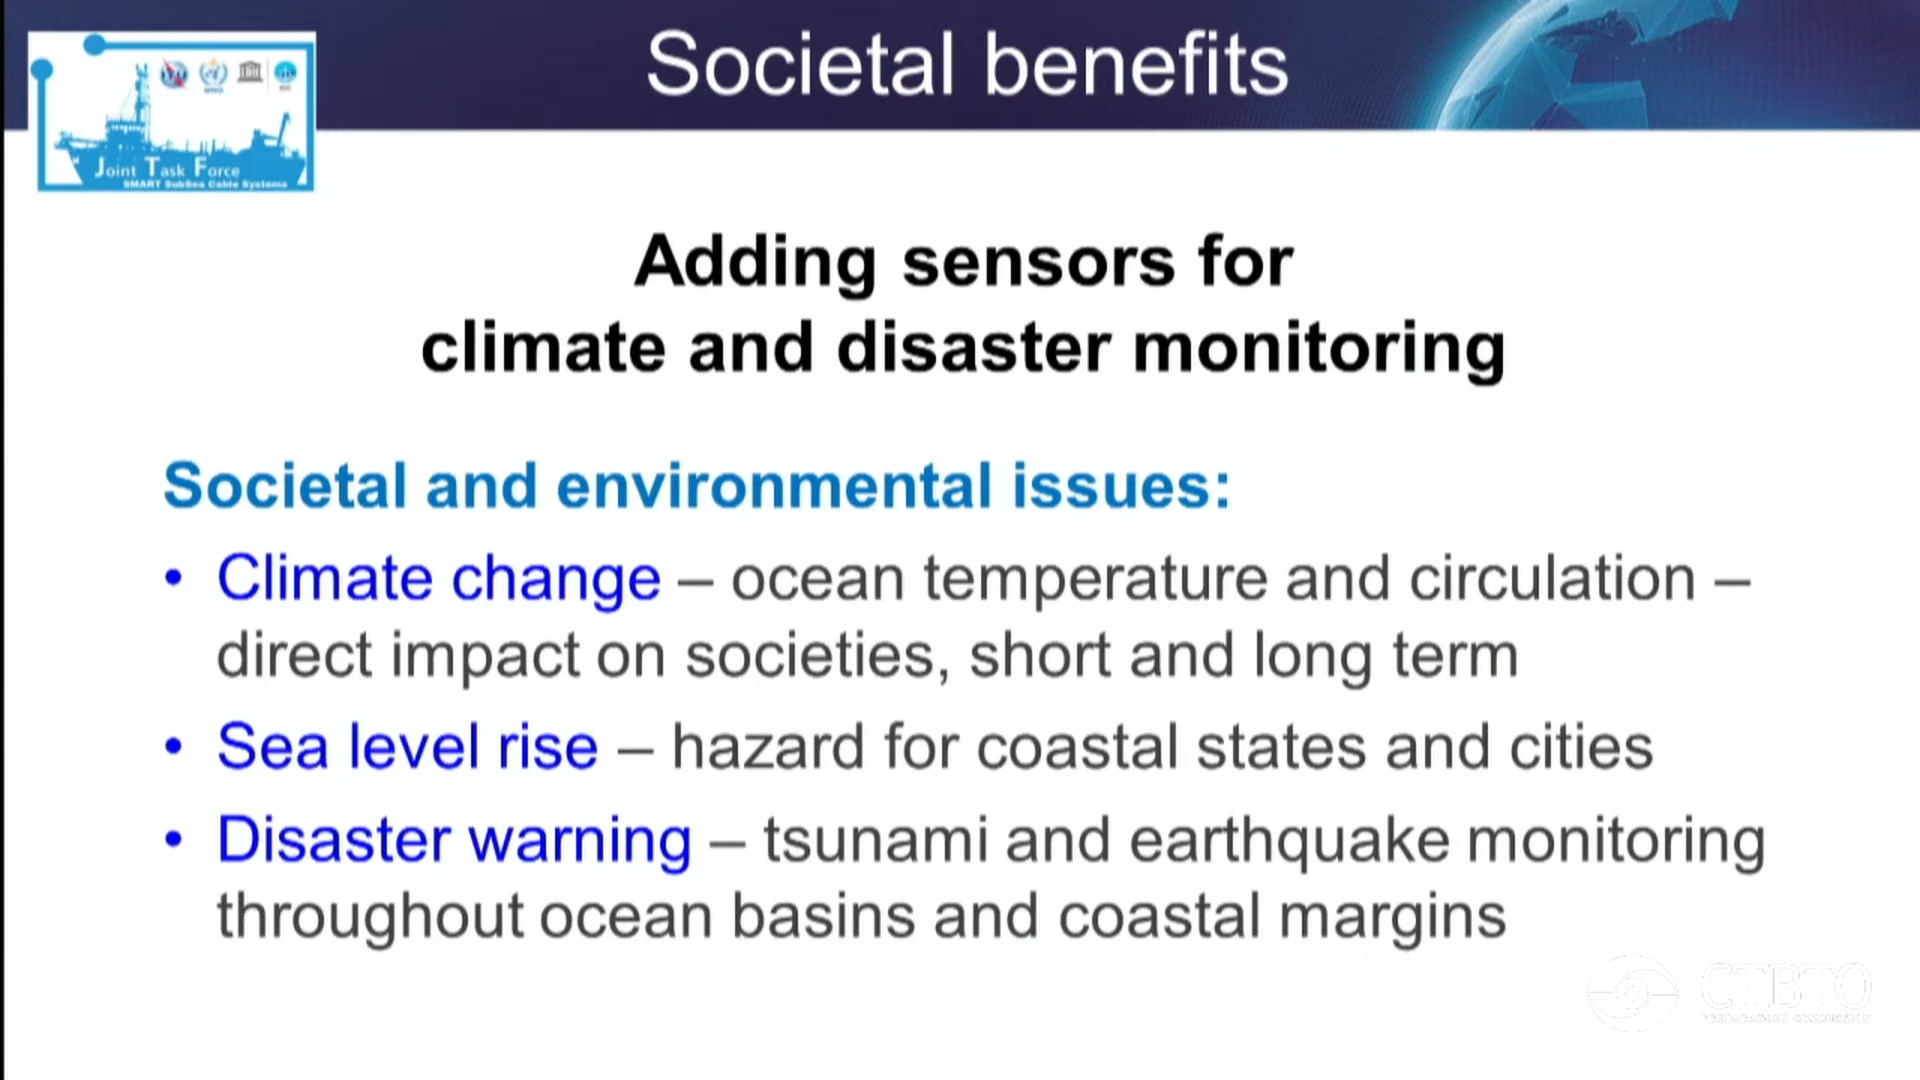 Societal benefits
Joint Task Force
SMART SubSea Cable Systems
Adding sensors for
climate and disaster monitoring
Societal and environmental issues:
• Climate change – ocean temperature and circulation –
direct impact on societies, short and long term
• Sea level rise – hazard for coastal states and cities
• Disaster warning – tsunami and earthquake monitoring
throughout ocean basins and coastal margins
CTBTO